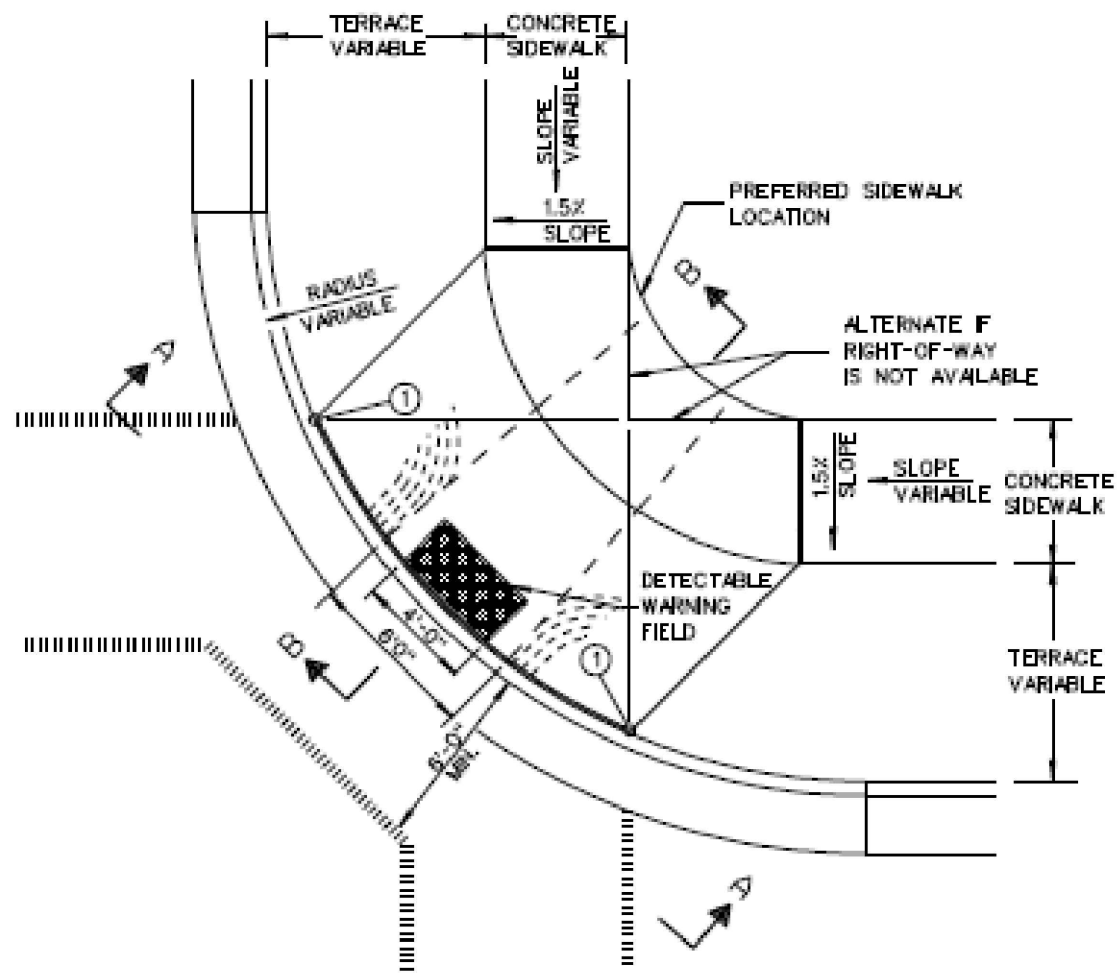 TERRACE
VARIABLE
CONCRETE
SIDEWALK
SLOPE
VARIABLE
1.5%
SLOPE
PREFERRED SIDEWALK
LOCATION
B
RADIUS
VARIABLE
ALTERNATE IF
RIGHT-OF-WAY
IS NOT AVAILABLE
A
1
1.5%
SLOPE
SLOPE
VARIABLE
CONCRETE
SIDEWALK
DETECTABLE
WARNING
FIELD
4'-0"
6'0"
B
1
TERRACE
VARIABLE
6'-0"
MIN.
A